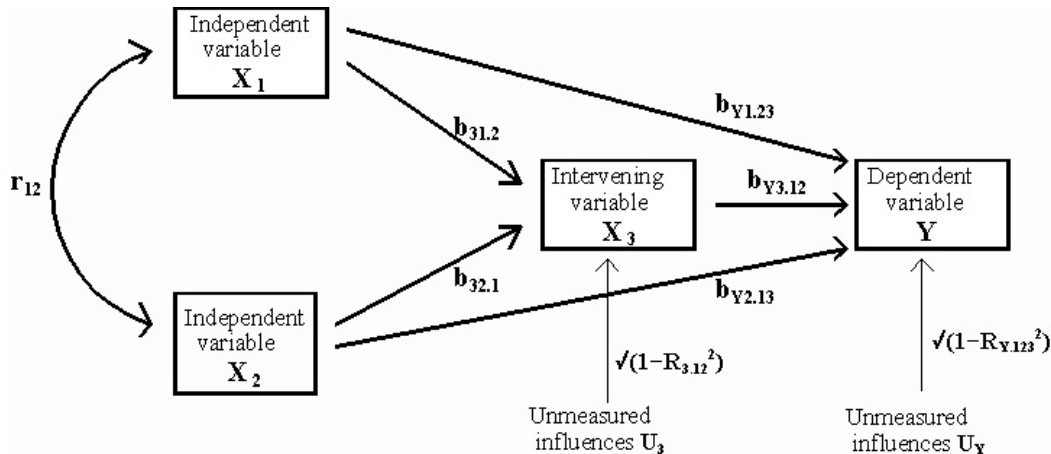 Independent
variable
X1
bY1.23
b31.2
r12
Intervening
variable
X3
bY3.12
Dependent
variable
Y
b32.1
bY2.13
Independent
variable
X2
√(1-R3.12²)
√(1-RY.123²)
Unmeasured
influences U3
Unmeasured
influences UY